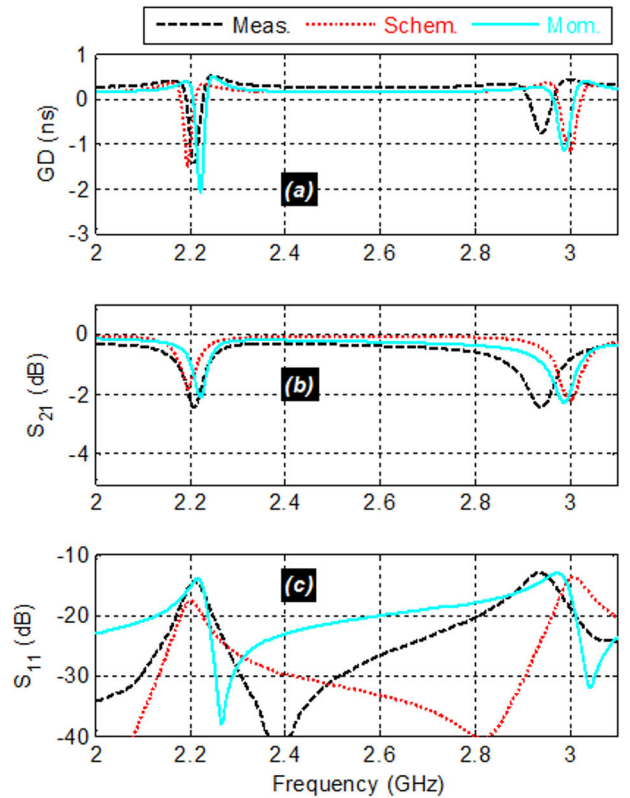 Meas. Schem. Mom.
1
0
-1
-2
-3
GD (ns)
(a)
2 2.2 2.4 2.6 2.8 3
0
-2
-4
S21 (dB)
(b)
2 2.2 2.4 2.6 2.8 3
-10
-20
-30
-40
S11 (dB)
(c)
2 2.2 2.4 2.6 2.8 3
Frequency (GHz)